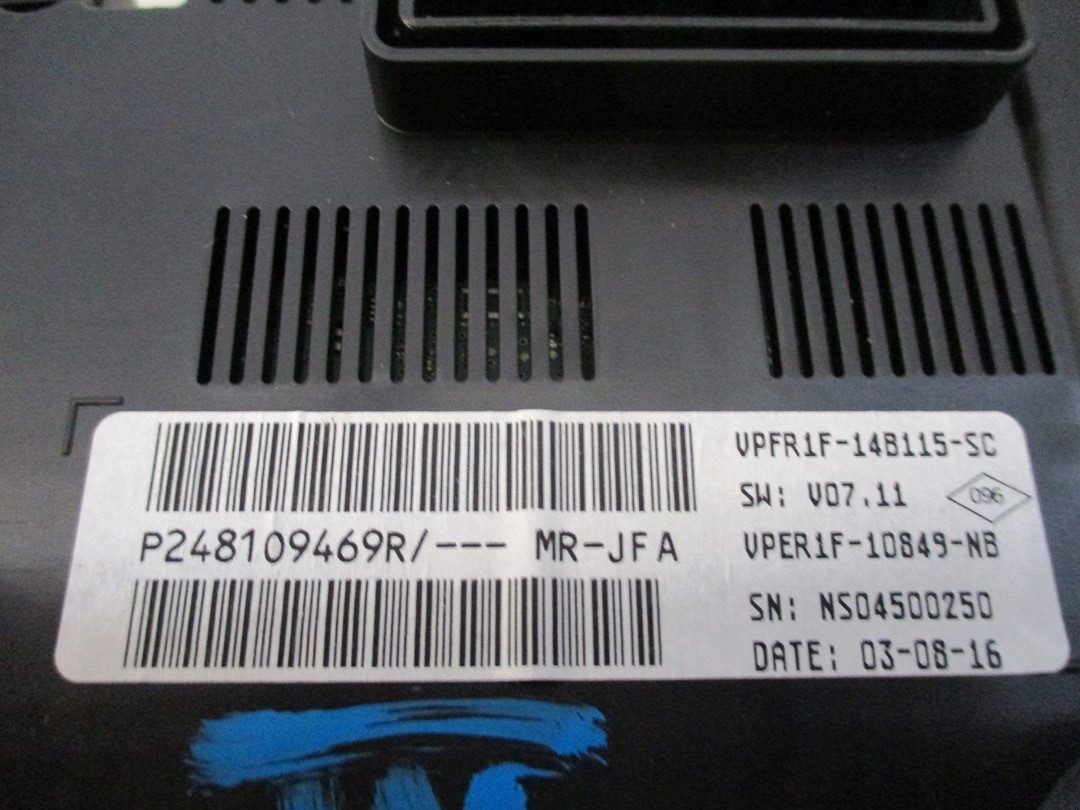 P248109469R/--- MR-JFA
VPFR1F-14B115-SC
SW: V07.11
096
VPER1F-10849-NB
SN: NS04500250
DATE: 03-08-16